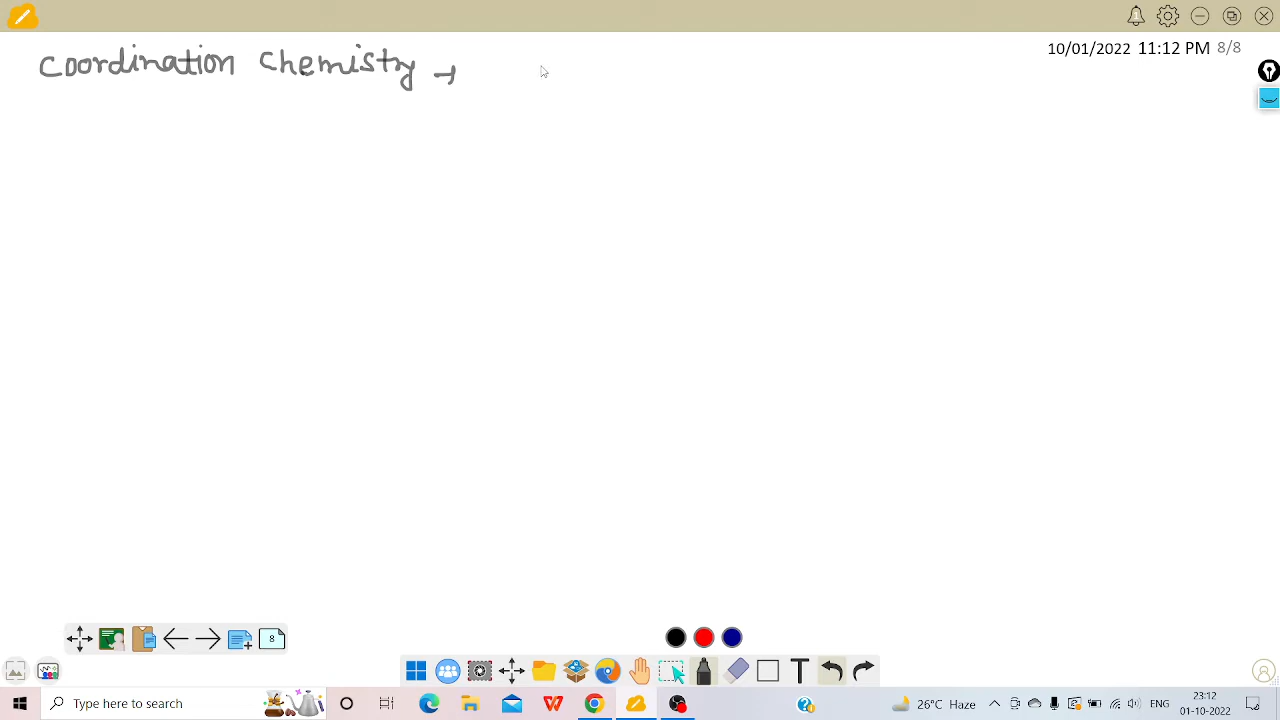 10/01/2022 11:12 PM 8/8
Coordination Chemistry →
8
Type here to search
26°C Haze
ENG
23:12
01-10-2022